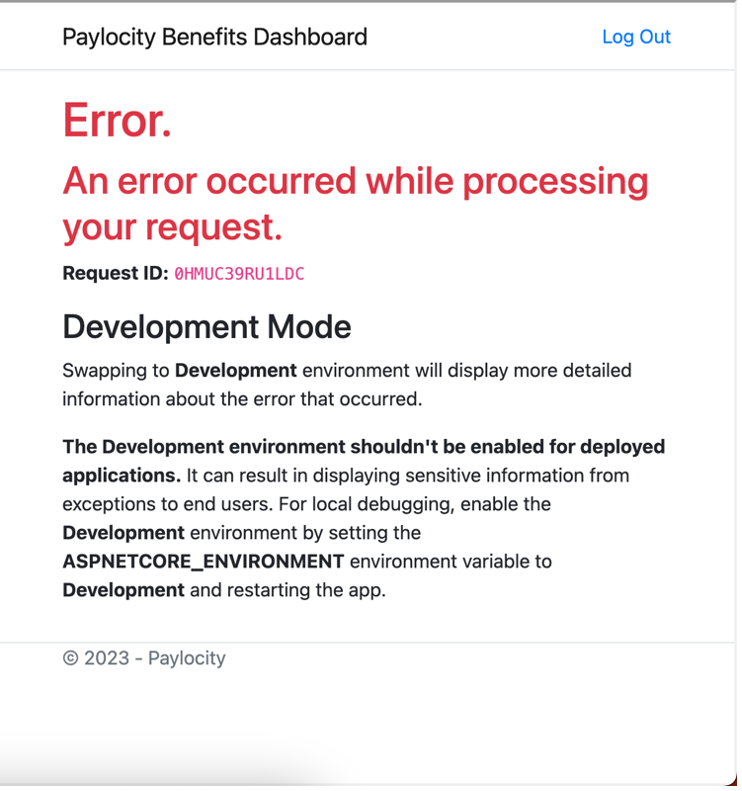 Paylocity Benefits Dashboard Log Out
Error.
An error occurred while processing
your request.
Request ID: 0HMUC39RU1LDC
Development Mode
Swapping to Development environment will display more detailed
information about the error that occurred.
The Development environment shouldn't be enabled for deployed
applications. It can result in displaying sensitive information from
exceptions to end users. For local debugging, enable the
Development environment by setting the
ASPNETCORE_ENVIRONMENT environment variable to
Development and restarting the app.
© 2023 - Paylocity